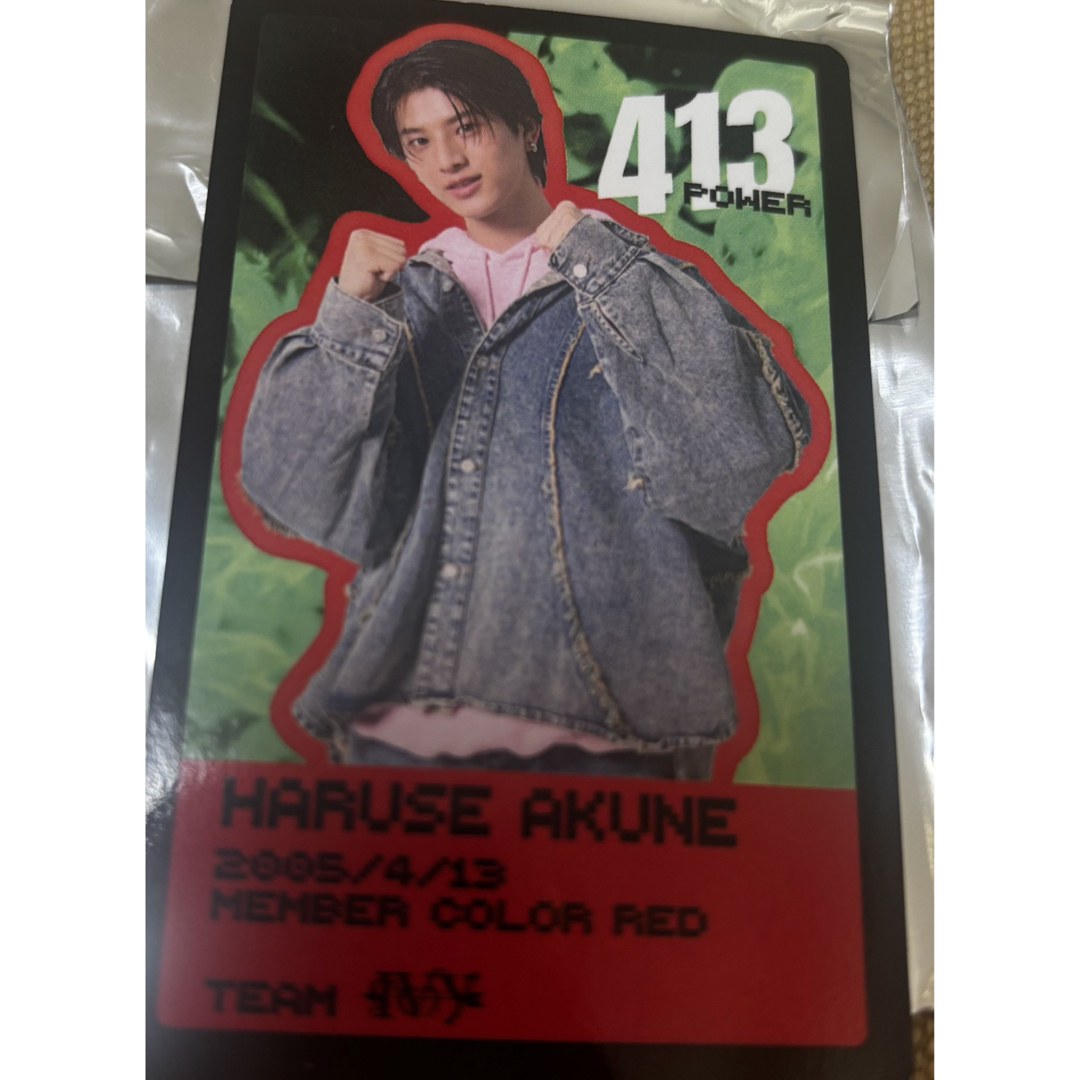 413
POWER
HARUSE AKUNE
2005/4/13
MEMBER COLOR RED
TEAM